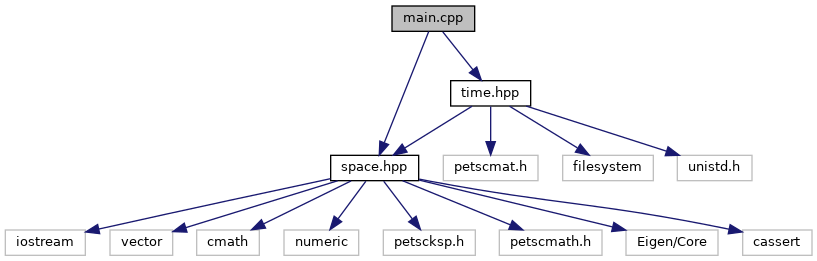 main.cpp
time.hpp
space.hpp
petscmat.h
filesystem
unistd.h
iostream
vector
cmath
numeric
petscksp.h
petscmath.h
Eigen/Core
cassert